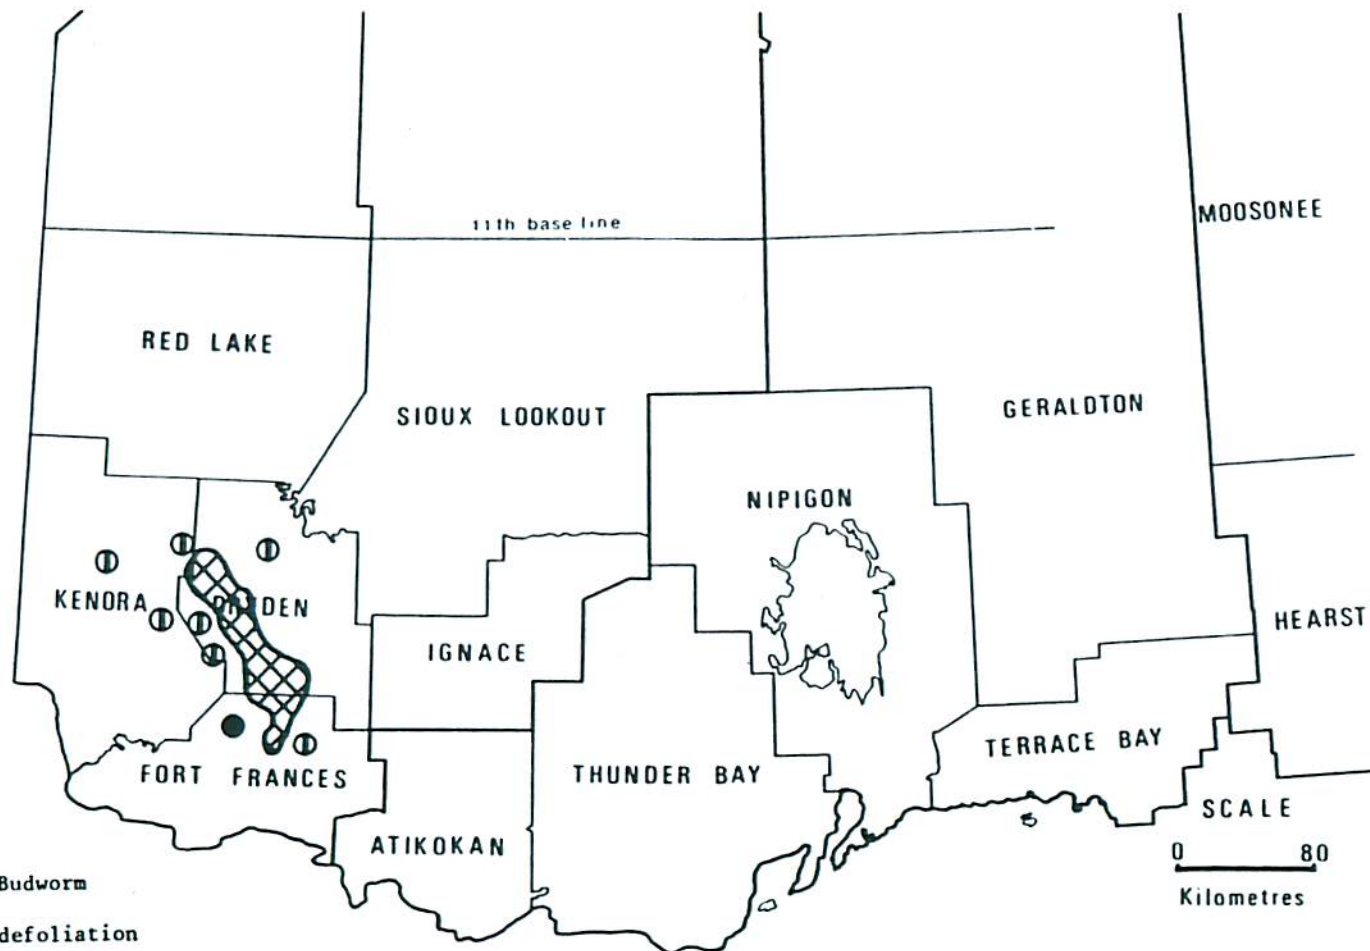 11th base line
MOOSONEE
RED LAKE
SIOUX LOOKOUT
GERALDTON
NIPIGON
KENORA
DRYDEN
HEARST
IGNACE
TERRACE BAY
FORT FRANCES
THUNDER BAY
SCALE
ATIKOKAN
0 80
Kilometres
Budworm
defoliation